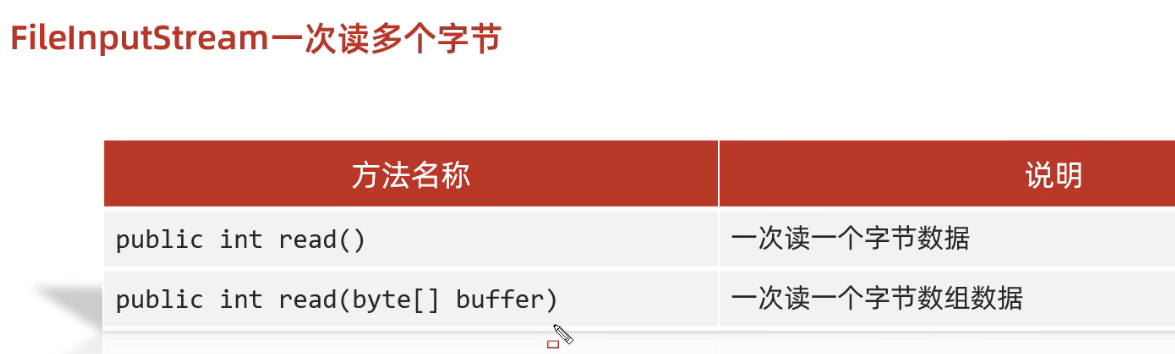 FileInputStream一次读多个字节
方法名称 说明
public int read() 一次读一个字节数据
public int read(byte[] buffer) 一次读一个字节数组数据